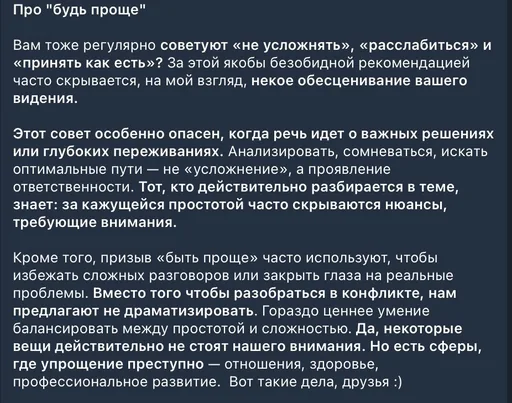 Про "будь проще"
Вам тоже регулярно советуют «не усложнять», «расслабиться» и
«принять как есть»? За этой якобы безобидной рекомендацией
часто скрывается, на мой взгляд, некое обесценивание вашего
видения.
Этот совет особенно опасен, когда речь идет о важных решениях
или глубоких переживаниях. Анализировать, сомневаться, искать
оптимальные пути — не «усложнение», а проявление
ответственности. Тот, кто действительно разбирается в теме,
знает: за кажущейся простотой часто скрываются нюансы,
требующие внимания.
Кроме того, призыв «быть проще» часто используют, чтобы
избежать сложных разговоров или закрыть глаза на реальные
проблемы. Вместо того чтобы разобраться в конфликте, нам
предлагают не драматизировать. Гораздо ценнее умение
балансировать между простотой и сложностью. Да, некоторые
вещи действительно не стоят нашего внимания. Но есть сферы,
где упрощение преступно — отношения, здоровье,
профессиональное развитие. Вот такие дела, друзья :)